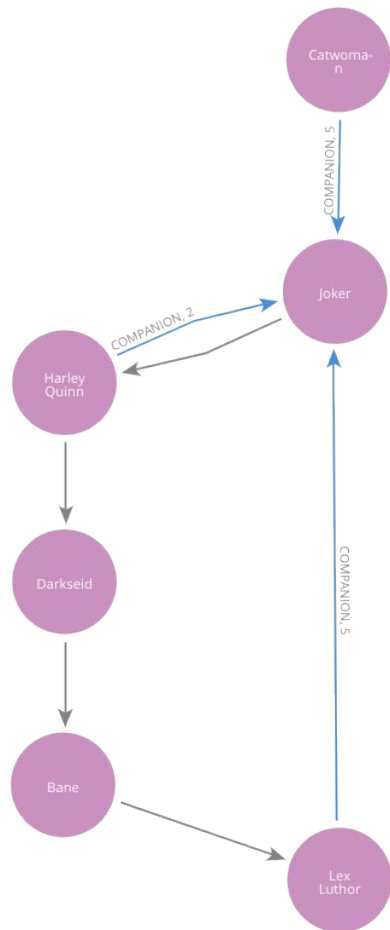 Catwoma-
n
COMPANION, 5
Joker
COMPANION, 2
Harley
Quinn
Darkseid
COMPANION, 5
Bane
Lex
Luthor